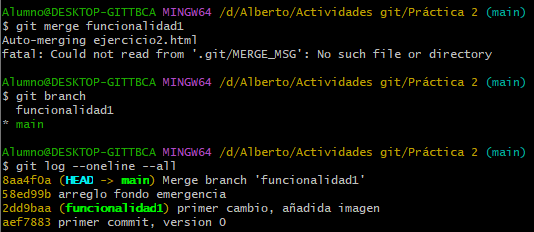 Alumno@DESKTOP-GITTBCA MINGW64 /d/Alberto/Actividades git/Práctica 2 (main)
$ git merge funcionalidad1
Auto-merging ejercicio2.html
fatal: Could not read from '.git/MERGE_MSG': No such file or directory
Alumno@DESKTOP-GITTBCA MINGW64 /d/Alberto/Actividades git/Práctica 2 (main)
$ git branch
  funcionalidad1
* main
Alumno@DESKTOP-GITTBCA MINGW64 /d/Alberto/Actividades git/Práctica 2 (main)
$ git log --oneline --all
8aa4f0a (HEAD -> main) Merge branch 'funcionalidad1'
58ed99b arreglo fondo emergencia
2dd9baa (funcionalidad1) primer cambio, añadida imagen
aef7883 primer commit, version 0